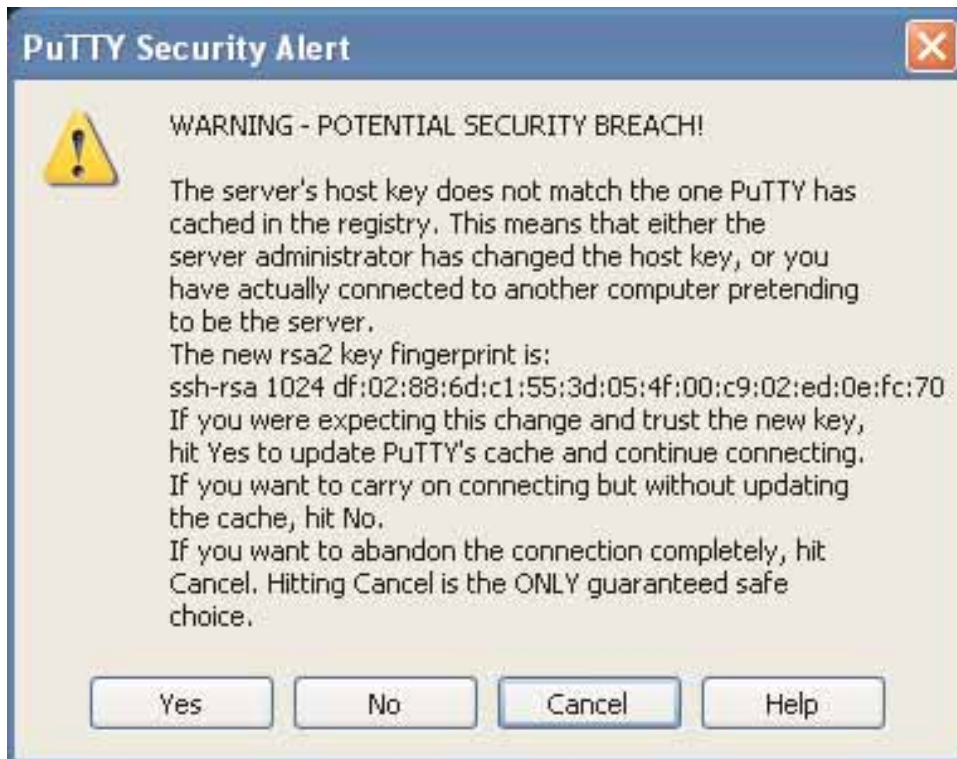 PuTTY Security Alert
WARNING - POTENTIAL SECURITY BREACH!
The server's host key does not match the one PuTTY has
cached in the registry. This means that either the
server administrator has changed the host key, or you
have actually connected to another computer pretending
to be the server.
The new rsa2 key fingerprint is:
ssh-rsa 1024 df:02:88:6d:c1:55:3d:05:4f:00:c9:02:ed:0e:fc:70
If you were expecting this change and trust the new key,
hit Yes to update PuTTY's cache and continue connecting.
If you want to carry on connecting but without updating
the cache, hit No.
If you want to abandon the connection completely, hit
Cancel. Hitting Cancel is the ONLY guaranteed safe
choice.
Yes No Cancel Help